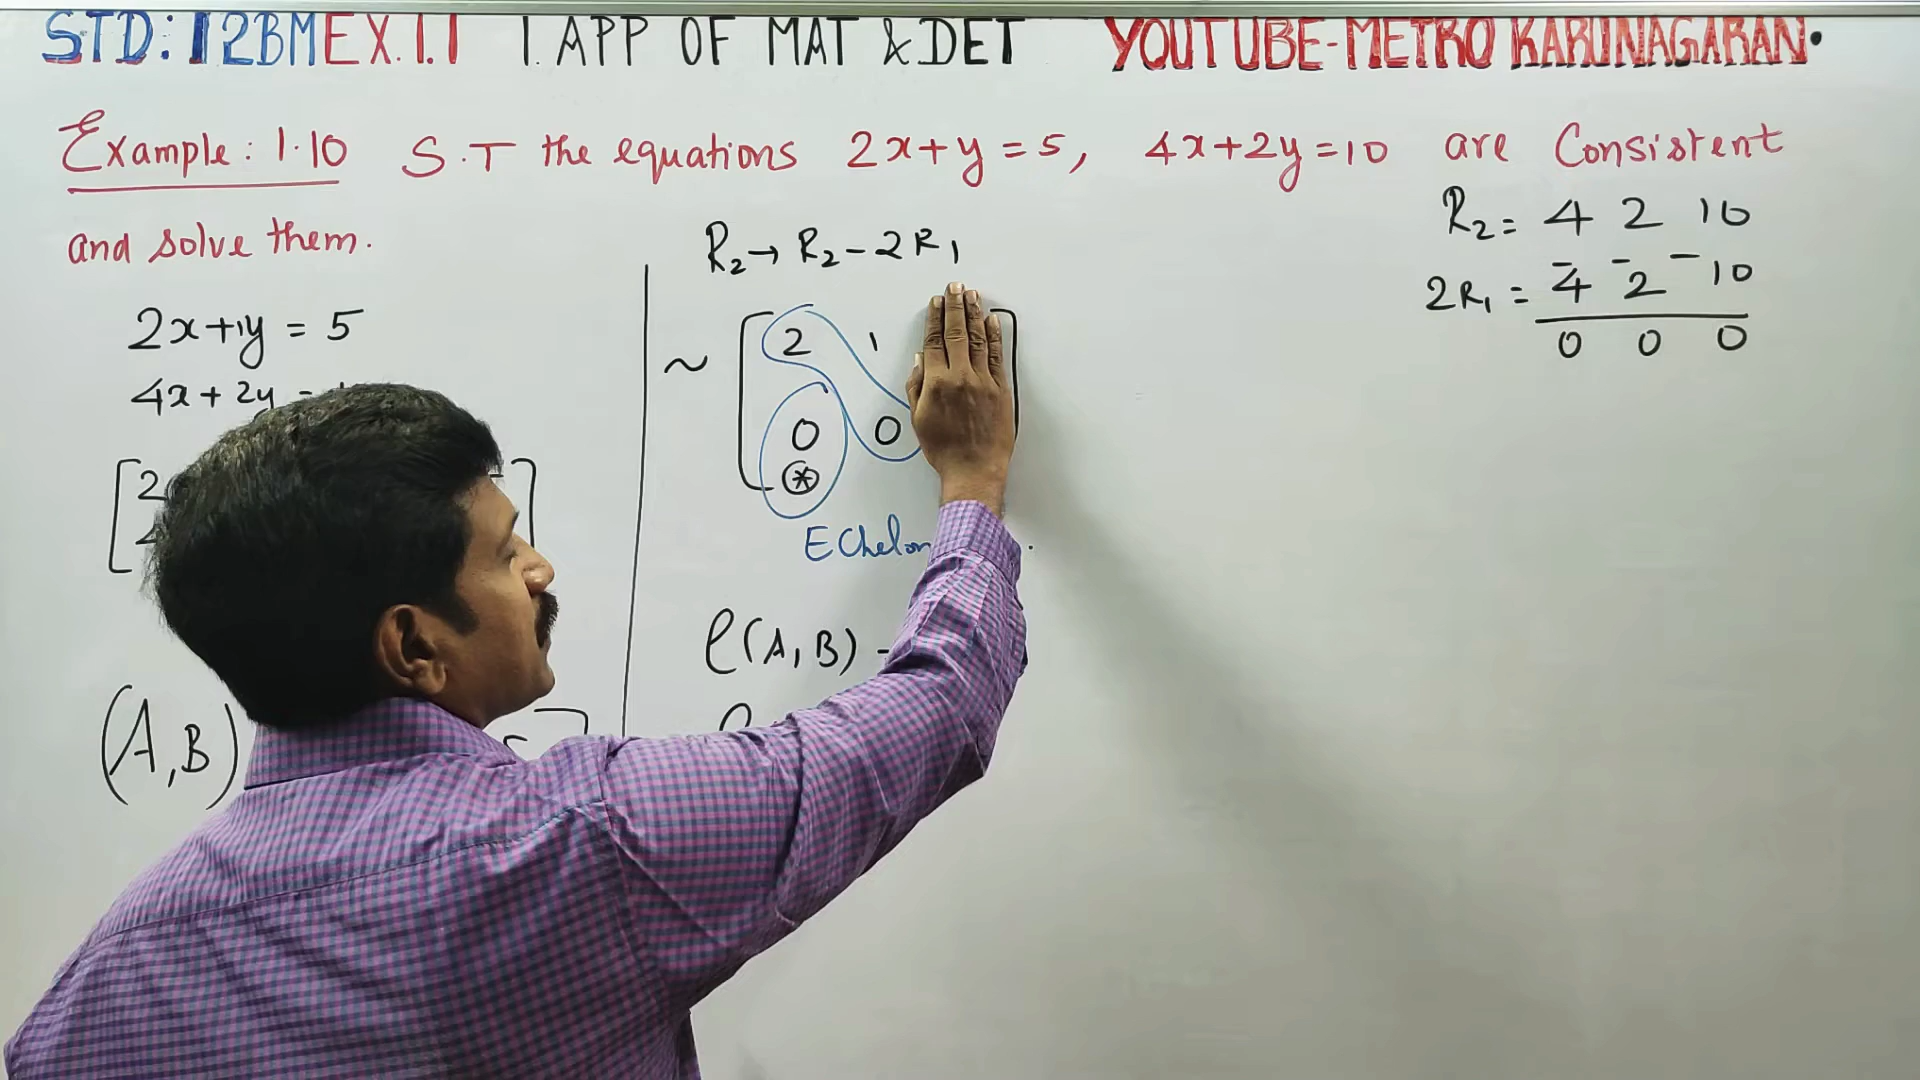 STD: 12BM EX.1.1 1. APP OF MAT & DET YOUTUBE-METRO KARUNAGARAN.
Example: 1.10 S.T the equations 2x+y=5, 4x+2y=10 are Consistent
and solve them.
2x+1y = 5
4x+2y =
[2
(A,B)
R₂→ R₂-2R₁
~ [2 1
0 0
(*)
Echelon
ρ(A,B) -
R₂= 4 2 10
2R₁ = 4 2 10
- - -
0 0 0